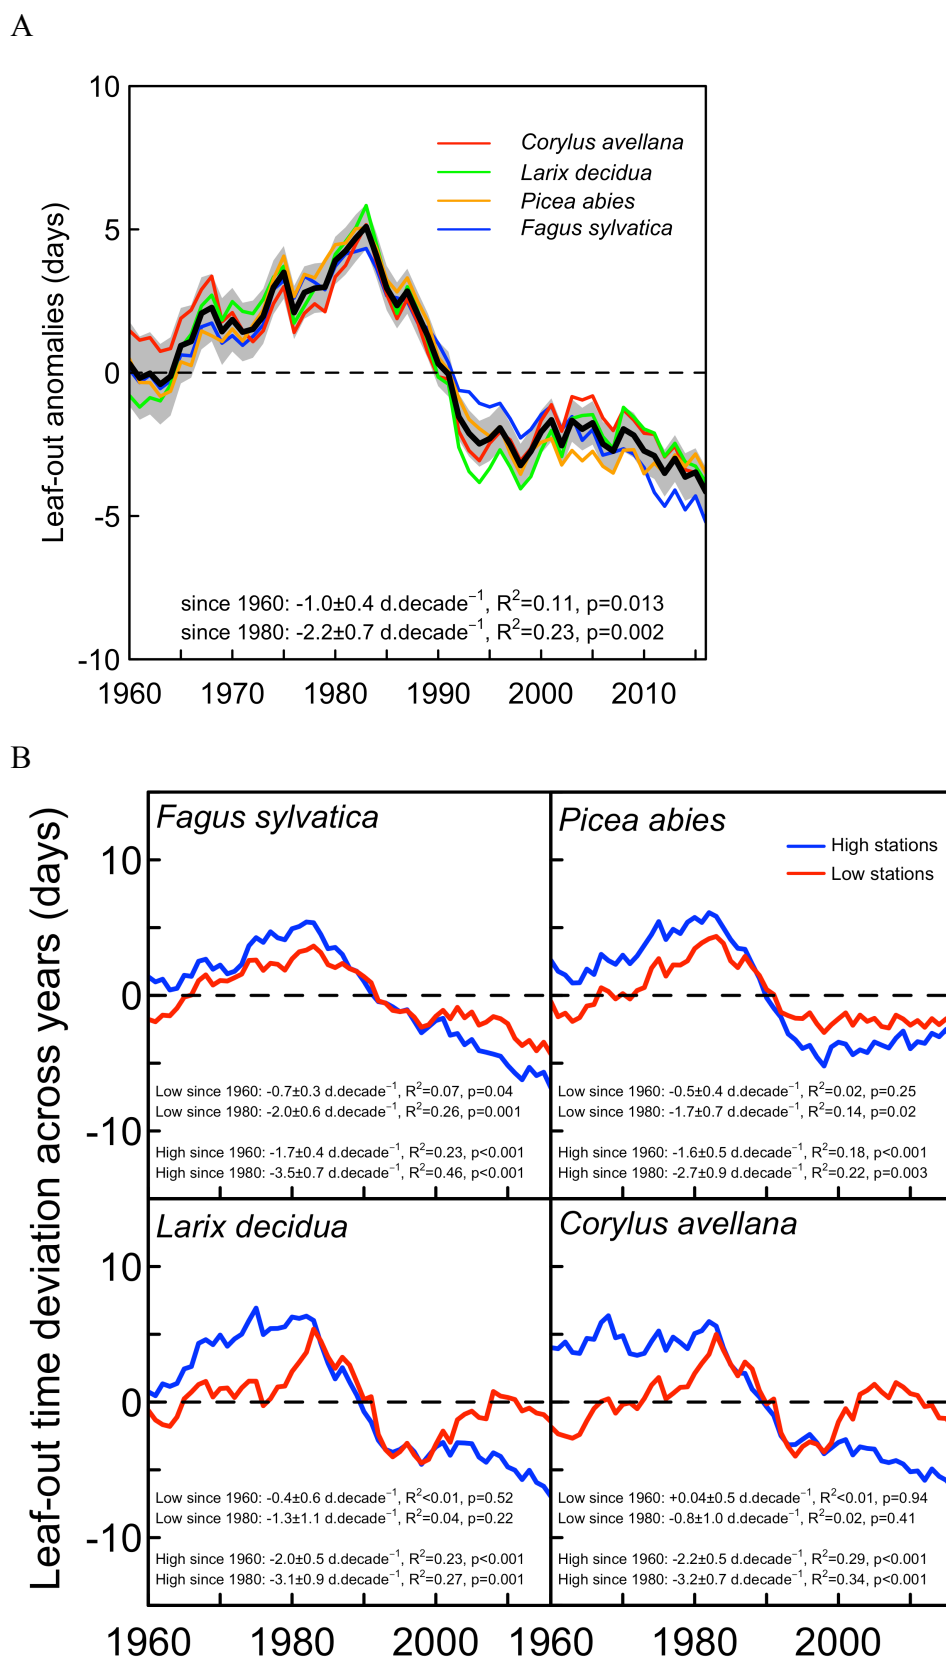 A
10
5
0
-5
-10
Leaf-out anomalies (days)
Corylus avellana
Larix decidua
Picea abies
Fagus sylvatica
since 1960: -1.0±0.4 d.decade⁻¹, R²=0.11, p=0.013
since 1980: -2.2±0.7 d.decade⁻¹, R²=0.23, p=0.002
1960 1970 1980 1990 2000 2010
B
Leaf-out time deviation across years (days)
Fagus sylvatica
10
0
-10
Low since 1960: -0.7±0.3 d.decade⁻¹, R²=0.07, p=0.04
Low since 1980: -2.0±0.6 d.decade⁻¹, R²=0.26, p=0.001
High since 1960: -1.7±0.4 d.decade⁻¹, R²=0.23, p<0.001
High since 1980: -3.5±0.7 d.decade⁻¹, R²=0.46, p<0.001
Picea abies
High stations
Low stations
Low since 1960: -0.5±0.4 d.decade⁻¹, R²=0.02, p=0.25
Low since 1980: -1.7±0.7 d.decade⁻¹, R²=0.14, p=0.02
High since 1960: -1.6±0.5 d.decade⁻¹, R²=0.18, p<0.001
High since 1980: -2.7±0.9 d.decade⁻¹, R²=0.22, p=0.003
Larix decidua
10
0
-10
Low since 1960: -0.4±0.6 d.decade⁻¹, R²<0.01, p=0.52
Low since 1980: -1.3±1.1 d.decade⁻¹, R²=0.04, p=0.22
High since 1960: -2.0±0.5 d.decade⁻¹, R²=0.23, p<0.001
High since 1980: -3.1±0.9 d.decade⁻¹, R²=0.27, p=0.001
Corylus avellana
Low since 1960: +0.04±0.5 d.decade⁻¹, R²<0.01, p=0.94
Low since 1980: -0.8±1.0 d.decade⁻¹, R²=0.02, p=0.41
High since 1960: -2.2±0.5 d.decade⁻¹, R²=0.29, p<0.001
High since 1980: -3.2±0.7 d.decade⁻¹, R²=0.34, p<0.001
1960 1980 2000 1960 1980 2000